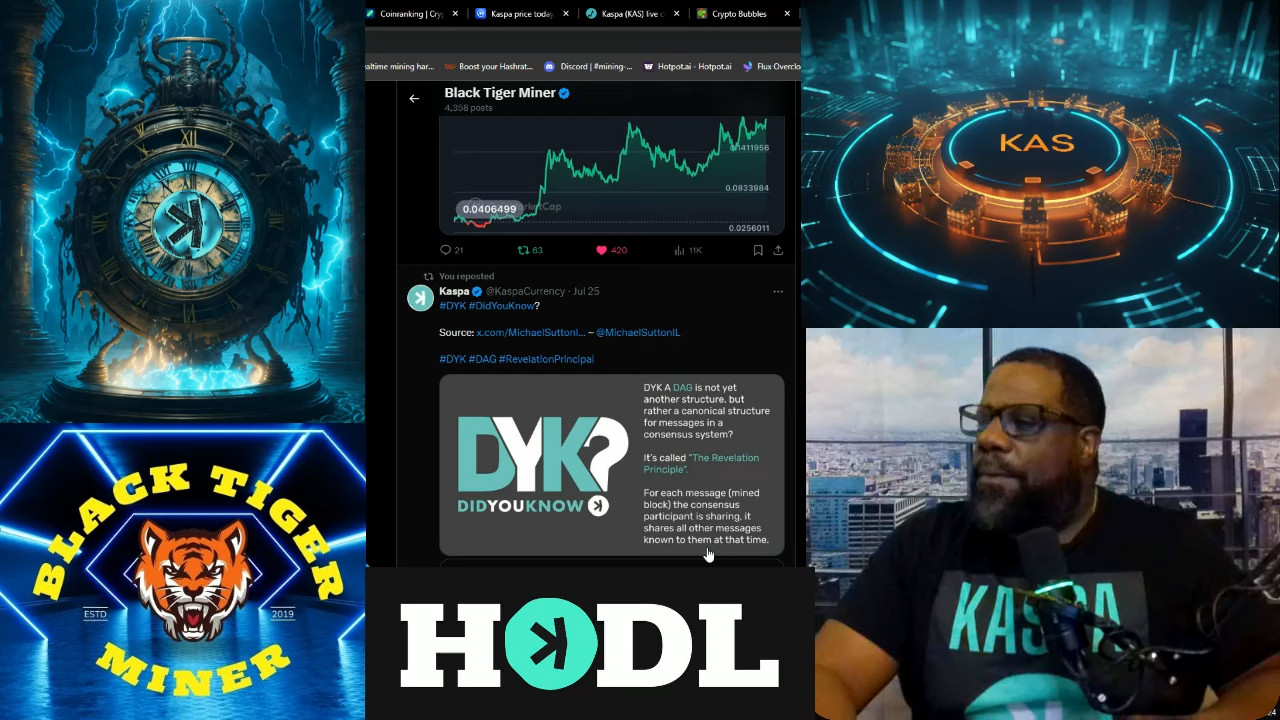 Coinranking | Cry
Kaspa price today
Kaspa (KAS) live c
Crypto Bubbles
ealtime mining har...
Boost your Hashrat...
Discord | #mining-...
Hotpot.ai - Hotpot.ai
Flux Overclo
Black Tiger Miner
4,358 posts
0.1411956
0.0833984
0.0406499
0.0256011
21
63
420
11K
You reposted
Kaspa @KaspaCurrency · Jul 25
#DYK #DidYouKnow?
Source: x.com/MichaelSuttonI... ~ @MichaelSuttonIL
#DYK #DAG #RevelationPrincipal
DYK?
DIDYOUKNOW
DYK A DAG is not yet
another structure, but
rather a canonical structure
for messages in a
consensus system?
It's called "The Revelation
Principle".
For each message (mined
block) the consensus
participant is sharing, it
shares all other messages
known to them at that time.
KAS
BLACK TIGER
ESTD
2019
MINER
HODL
KASPA